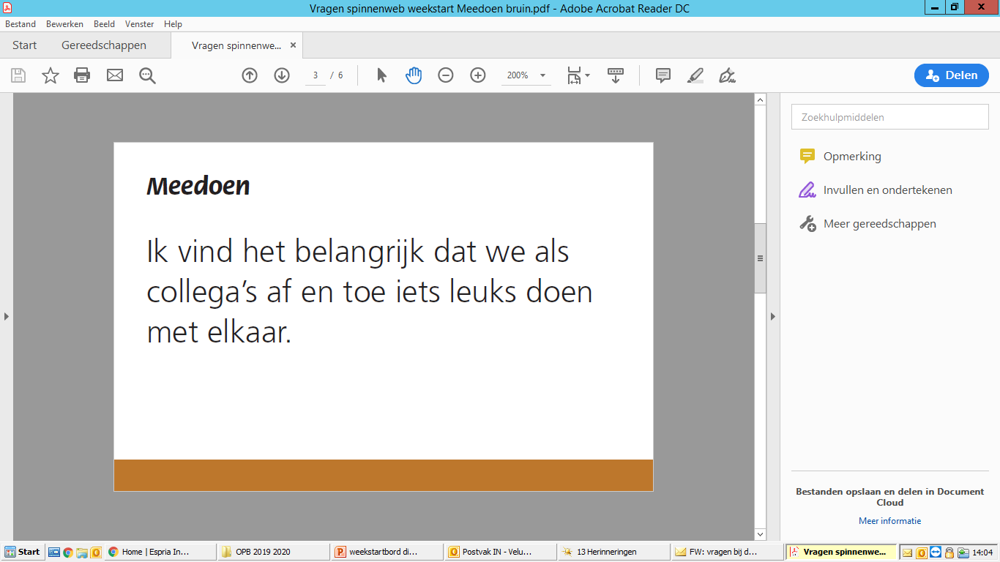 Vragen spinnenweb weekstart Meedoen bruin.pdf - Adobe Acrobat Reader DC
Bestand Bewerken Beeld Venster Help
Start Gereedschappen Vragen spinnenwe... ×
3 / 6 200% Delen
Zoekhulpmiddelen
Opmerking
Invullen en ondertekenen
Meer gereedschappen
Meedoen
Ik vind het belangrijk dat we als
collega's af en toe iets leuks doen
met elkaar.
Bestanden opslaan en delen in Document
Cloud
Meer informatie
Start Home | Espria In... OPB 2019 2020 weekstartbord di... Postvak IN - Velu... 13 Herinneringen FW: vragen bij d... Vragen spinnenwe... 14:04